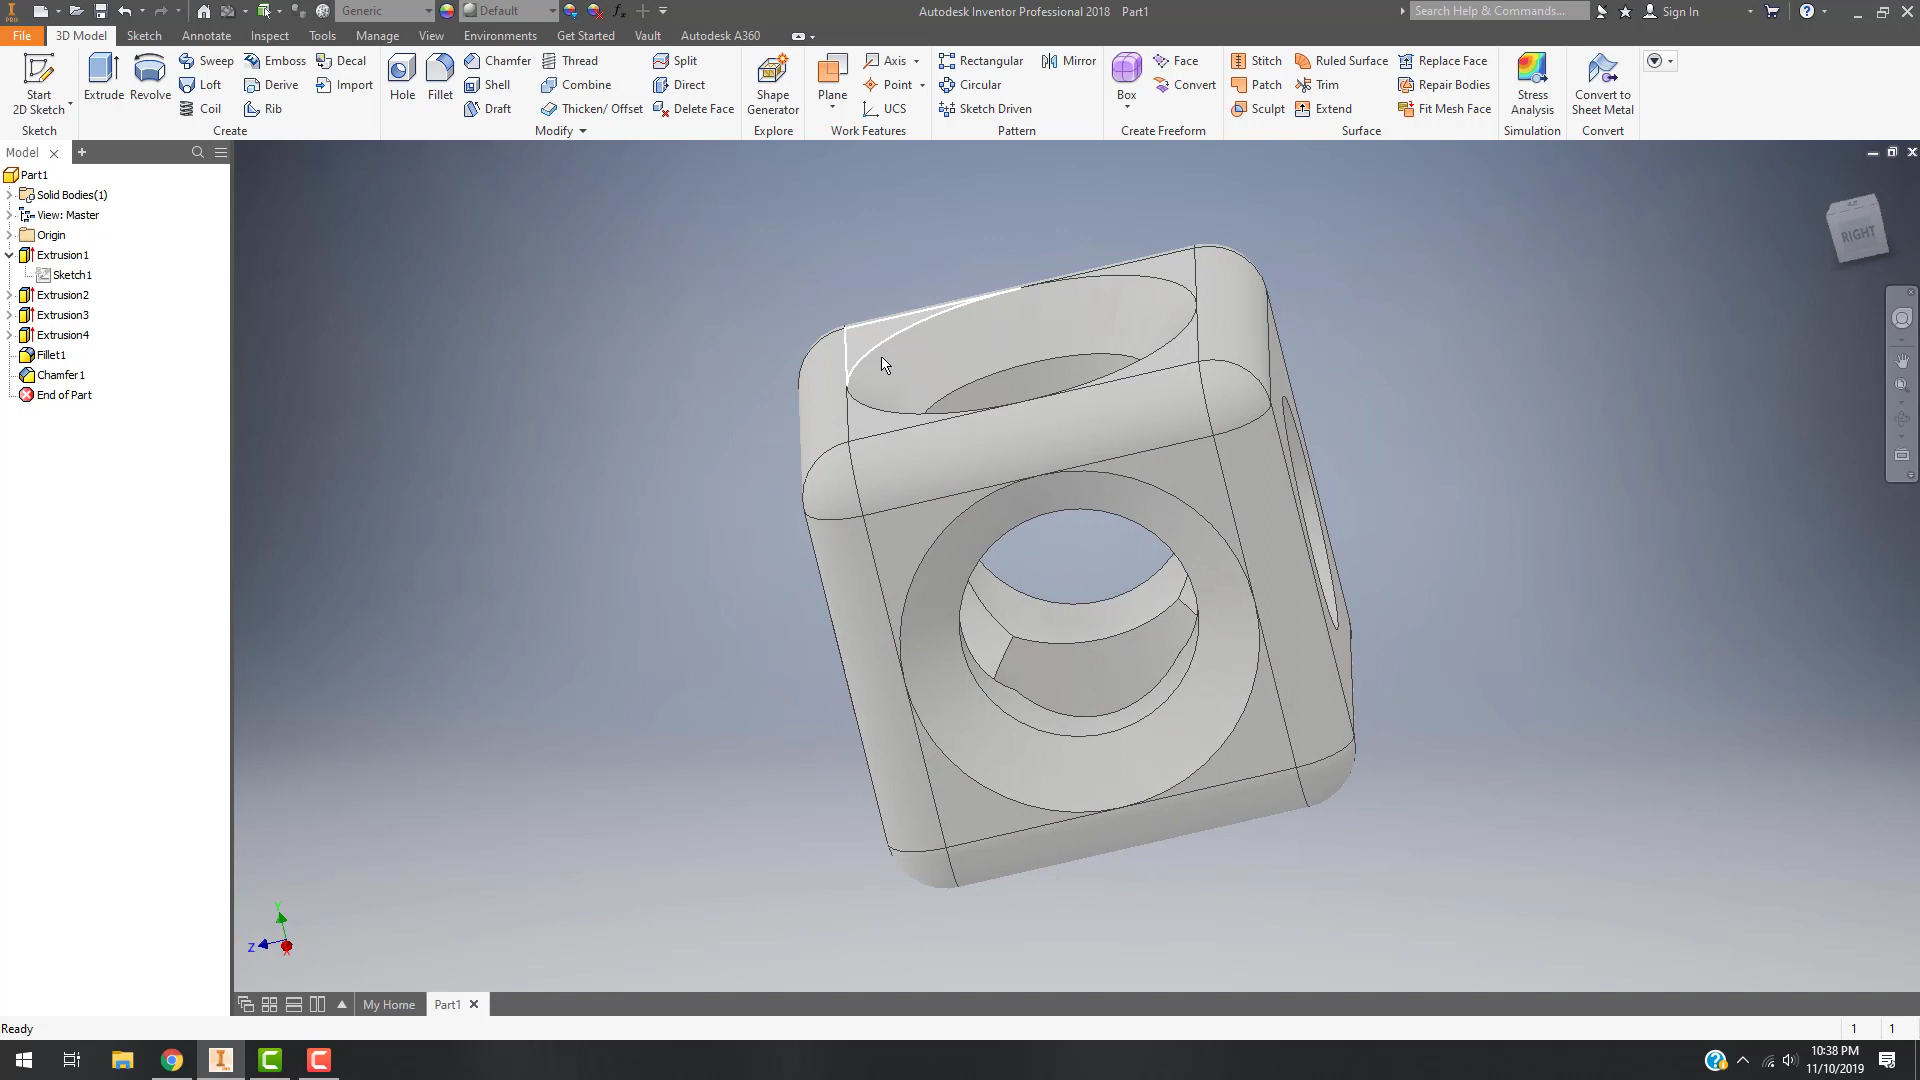 Generic
Default
fx
Autodesk Inventor Professional 2018 Part1
Search Help & Commands...
Sign In
File
3D Model
Sketch
Annotate
Inspect
Tools
Manage
View
Environments
Get Started
Vault
Autodesk A360
Start
2D Sketch
Sketch
Extrude
Revolve
Sweep
Loft
Coil
Emboss
Derive
Rib
Decal
Import
Create
Hole
Fillet
Chamfer
Shell
Draft
Thread
Combine
Thicken/ Offset
Split
Direct
Delete Face
Modify
Shape
Generator
Explore
Plane
Axis
Point
UCS
Work Features
Rectangular
Circular
Sketch Driven
Mirror
Pattern
Box
Face
Convert
Create Freeform
Stitch
Patch
Sculpt
Ruled Surface
Trim
Extend
Replace Face
Repair Bodies
Fit Mesh Face
Surface
Stress
Analysis
Simulation
Convert to
Sheet Metal
Convert
Model
Part1
Solid Bodies(1)
View: Master
Origin
Extrusion1
Sketch1
Extrusion2
Extrusion3
Extrusion4
Fillet1
Chamfer1
End of Part
RIGHT
Y
Z
X
My Home
Part1
Ready
1 1
10:38 PM
11/10/2019